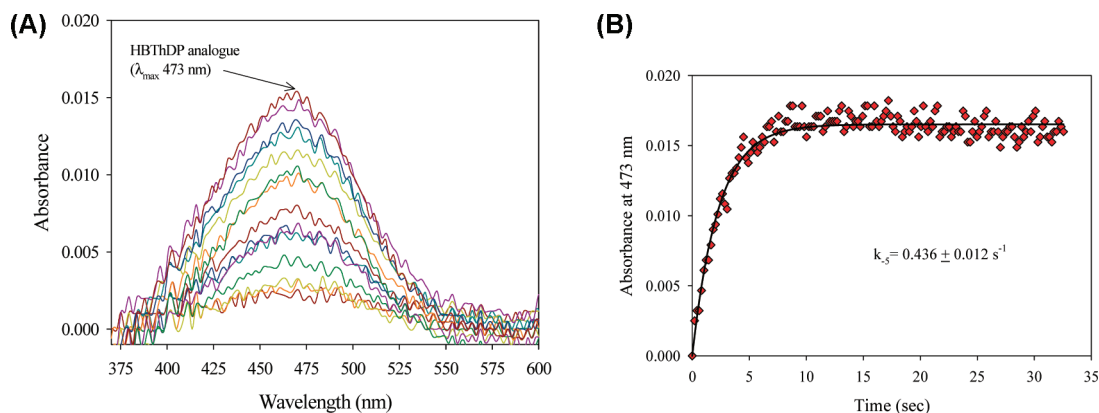 (A)
0.020
0.015
0.010
0.005
0.000
Absorbance
HBThDP analogue
(λmax 473 nm)
375 400 425 450 475 500 525 550 575 600
Wavelength (nm)
(B)
0.020
0.015
0.010
0.005
0.000
Absorbance at 473 nm
k-5= 0.436 ± 0.012 s-1
0 5 10 15 20 25 30 35
Time (sec)